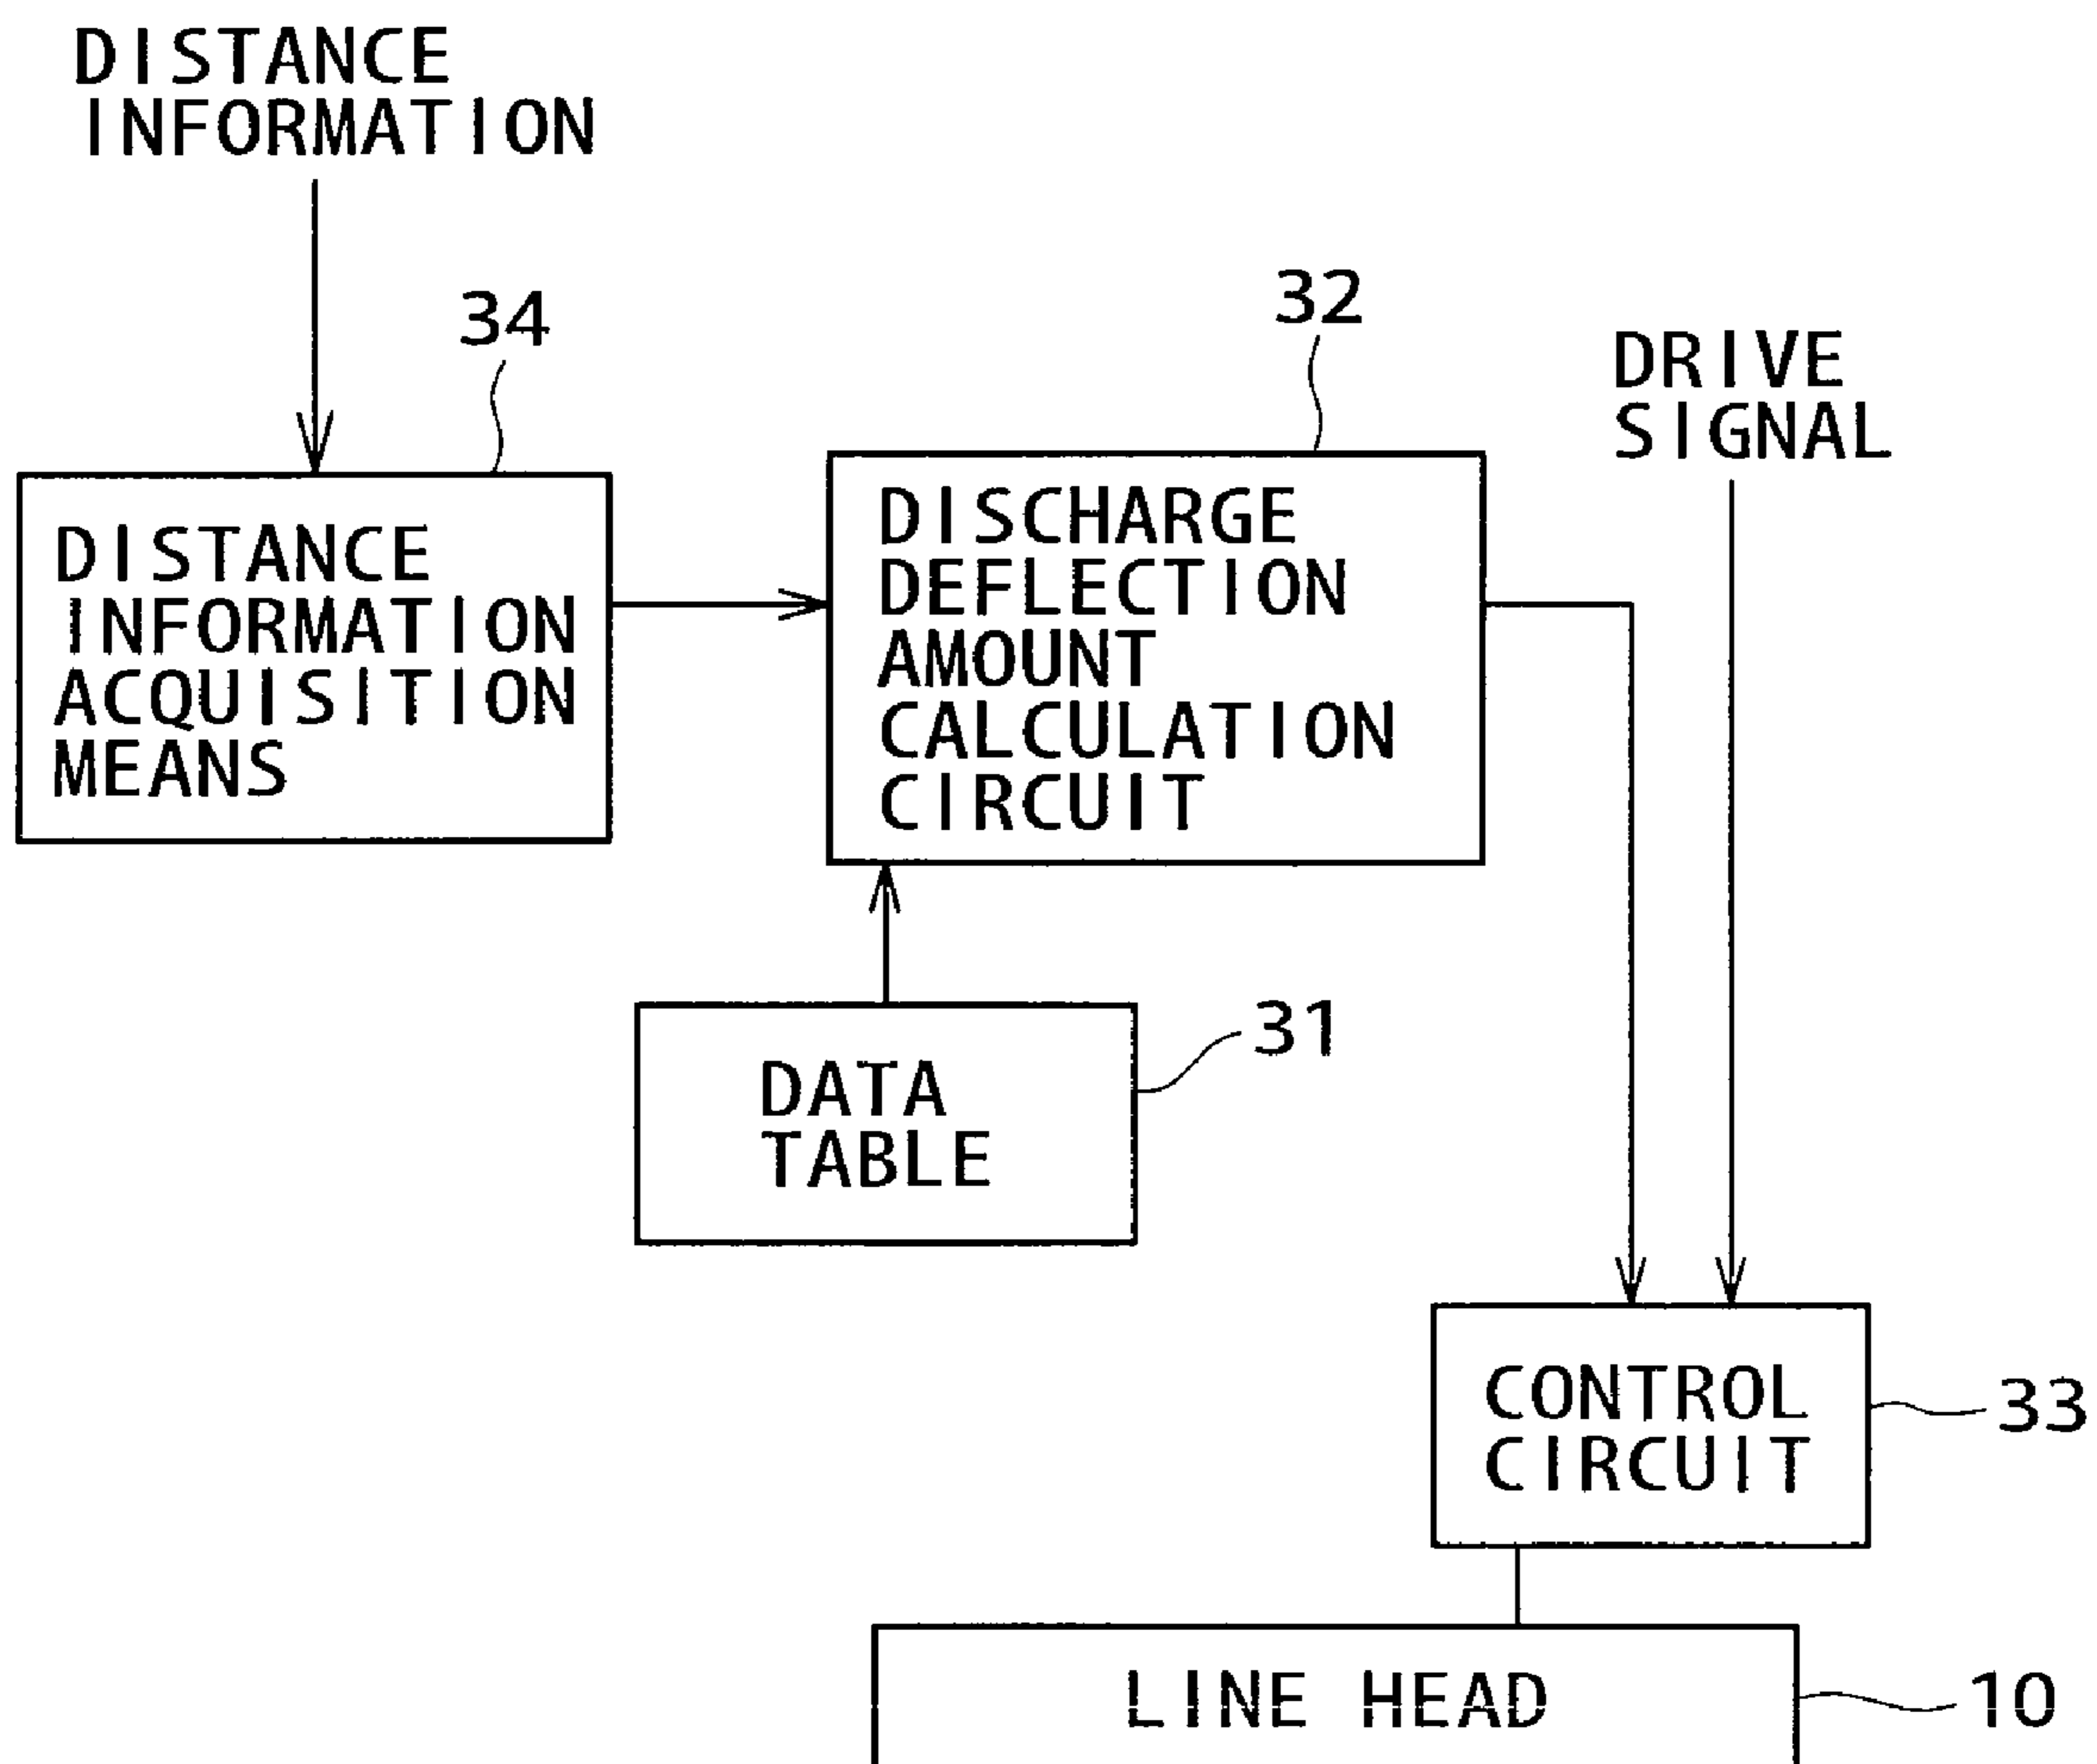 DISTANCE
INFORMATION
34
32
DRIVE
SIGNAL
DISTANCE
INFORMATION
ACQUISITION
MEANS
DISCHARGE
DEFLECTION
AMOUNT
CALCULATION
CIRCUIT
31
DATA
TABLE
CONTROL
CIRCUIT
33
LINE HEAD
10